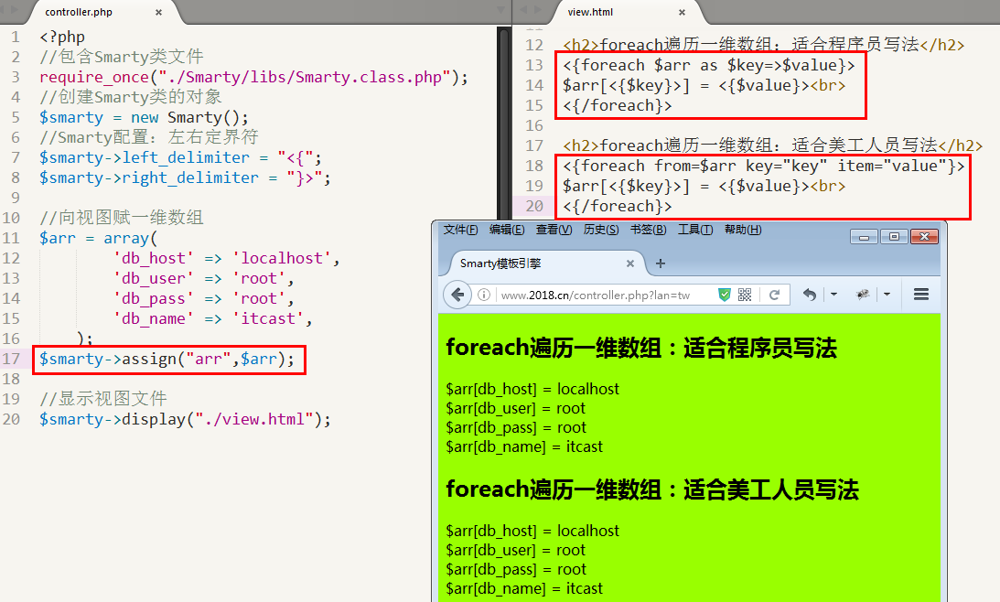 controller.php ×
1 <?php
2 //包含Smarty类文件
3 require_once("./Smarty/libs/Smarty.class.php");
4 //创建Smarty类的对象
5 $smarty = new Smarty();
6 //Smarty配置：左右定界符
7 $smarty->left_delimiter = "<{";
8 $smarty->right_delimiter = "}>";
9
10 //向视图赋一维数组
11 $arr = array(
12 'db_host' => 'localhost',
13 'db_user' => 'root',
14 'db_pass' => 'root',
15 'db_name' => 'itcast',
16 );
17 $smarty->assign("arr",$arr);
18
19 //显示视图文件
20 $smarty->display("./view.html");
view.html ×
12 <h2>foreach遍历一维数组：适合程序员写法</h2>
13 <{foreach $arr as $key=>$value}>
14 $arr[<{$key}>] = <{$value}><br>
15 <{/foreach}>
16
17 <h2>foreach遍历一维数组：适合美工人员写法</h2>
18 <{foreach from=$arr key="key" item="value"}>
19 $arr[<{$key}>] = <{$value}><br>
20 <{/foreach}>
文件(F) 编辑(E) 查看(V) 历史(S) 书签(B) 工具(T) 帮助(H)
Smarty模板引擎 × +
www.2018.cn/controller.php?lan=tw
foreach遍历一维数组：适合程序员写法
$arr[db_host] = localhost
$arr[db_user] = root
$arr[db_pass] = root
$arr[db_name] = itcast
foreach遍历一维数组：适合美工人员写法
$arr[db_host] = localhost
$arr[db_user] = root
$arr[db_pass] = root
$arr[db_name] = itcast